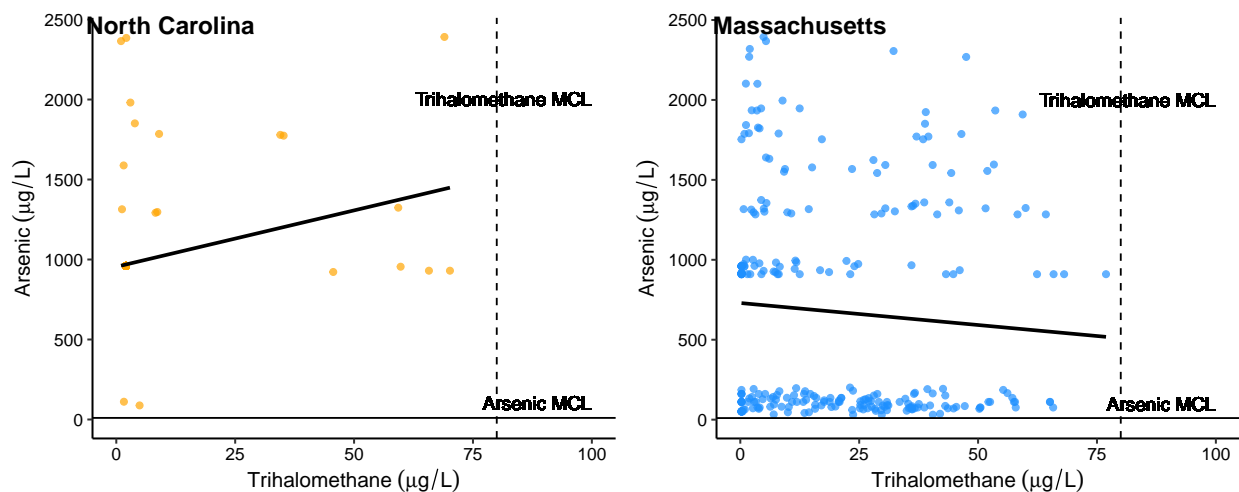 North Carolina
2500
2000
1500
1000
500
0
Arsenic (µg/L)
Trihalomethane MCL
Arsenic MCL
0
25
50
75
100
Trihalomethane (µg/L)
Massachusetts
2500
2000
1500
1000
500
0
Arsenic (µg/L)
Trihalomethane MCL
Arsenic MCL
0
25
50
75
100
Trihalomethane (µg/L)